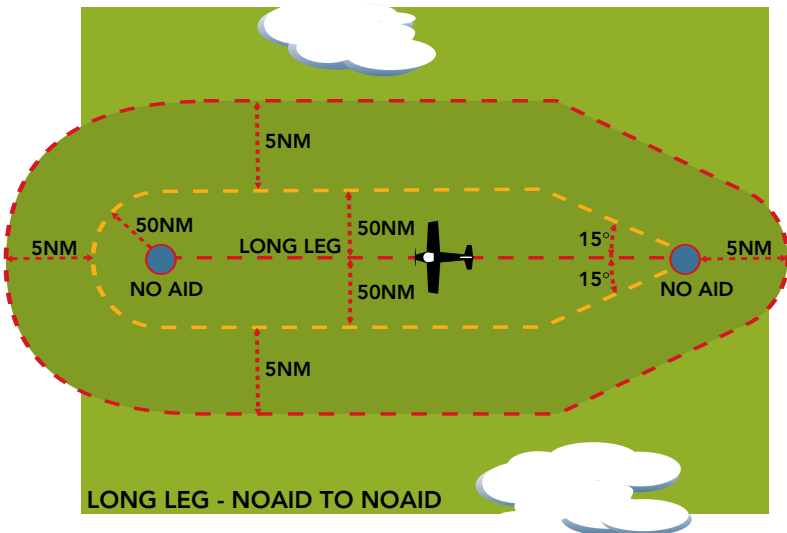 5NM
50NM
50NM
5NM
LONG LEG
15°
5NM
NO AID
50NM
15°
NO AID
5NM
LONG LEG - NOAID TO NOAID